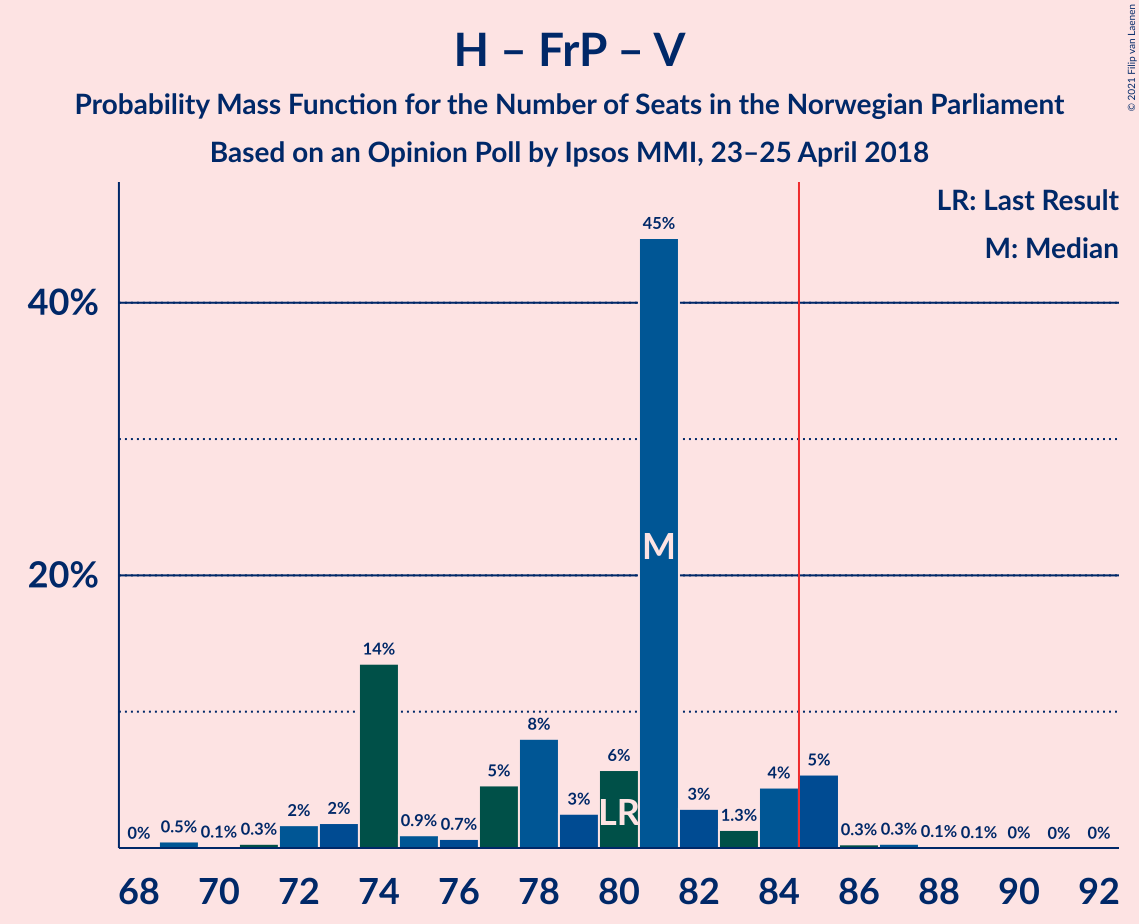 H – FrP – V
Probability Mass Function for the Number of Seats in the Norwegian Parliament
Based on an Opinion Poll by Ipsos MMI, 23–25 April 2018
© 2021 Filip van Laenen
LR: Last Result
M: Median
40%
20%
0% 0.5% 0.1% 0.3% 2% 2% 14% 0.9% 0.7% 5% 8% 3% 6% 45% 3% 1.3% 4% 5% 0.3% 0.3% 0.1% 0.1% 0% 0% 0%
M
LR
68 70 72 74 76 78 80 82 84 86 88 90 92